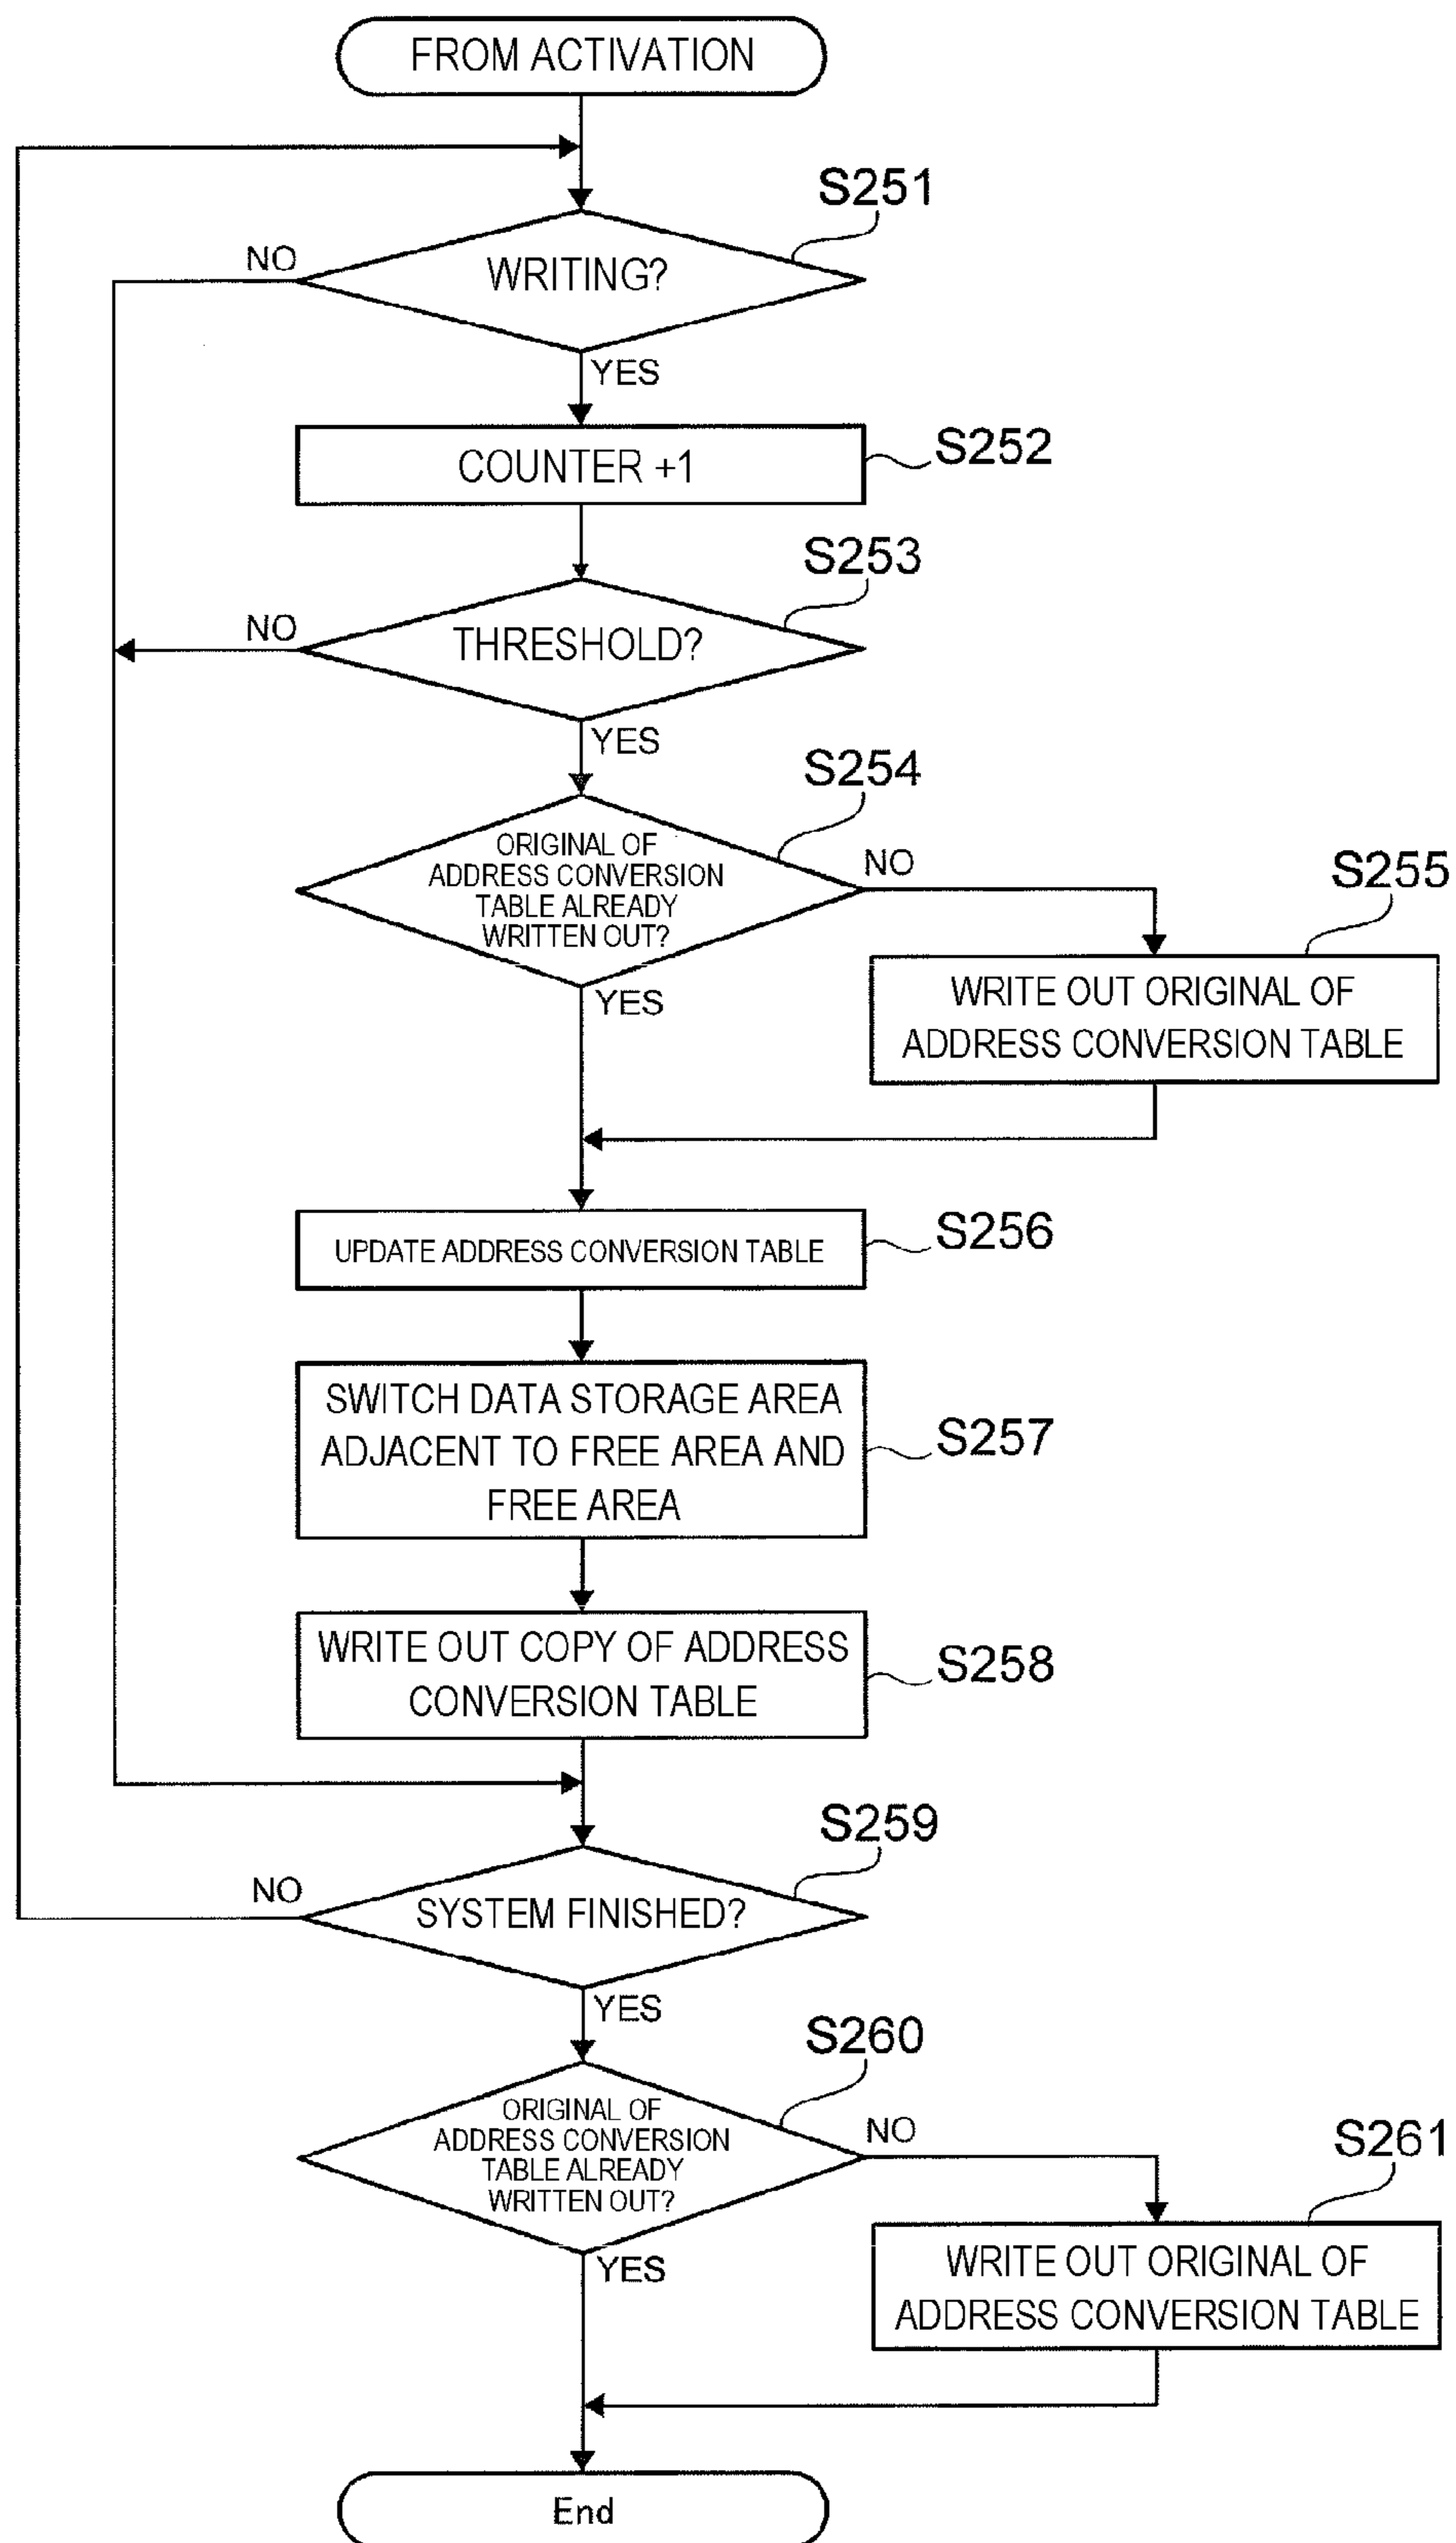 FROM ACTIVATION
S251
NO
WRITING?
YES
COUNTER +1
S252
S253
NO
THRESHOLD?
YES
S254
ORIGINAL OF
ADDRESS CONVERSION
TABLE ALREADY
WRITTEN OUT?
NO
S255
YES
WRITE OUT ORIGINAL OF
ADDRESS CONVERSION TABLE
UPDATE ADDRESS CONVERSION TABLE
S256
SWITCH DATA STORAGE AREA
ADJACENT TO FREE AREA AND
FREE AREA
S257
WRITE OUT COPY OF ADDRESS
CONVERSION TABLE
S258
S259
NO
SYSTEM FINISHED?
YES
S260
ORIGINAL OF
ADDRESS CONVERSION
TABLE ALREADY
WRITTEN OUT?
NO
S261
YES
WRITE OUT ORIGINAL OF
ADDRESS CONVERSION TABLE
End